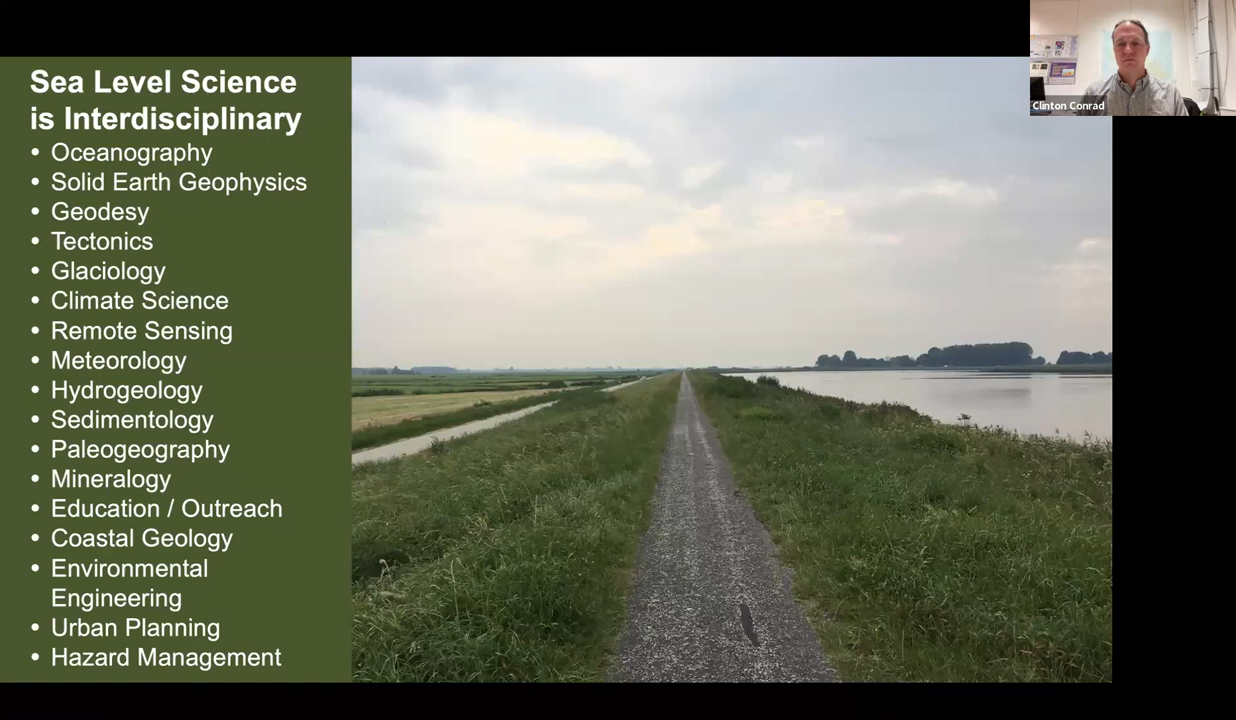 Sea Level Science
is Interdisciplinary
• Oceanography
• Solid Earth Geophysics
• Geodesy
• Tectonics
• Glaciology
• Climate Science
• Remote Sensing
• Meteorology
• Hydrogeology
• Sedimentology
• Paleogeography
• Mineralogy
• Education / Outreach
• Coastal Geology
• Environmental
Engineering
• Urban Planning
• Hazard Management
Clinton Conrad